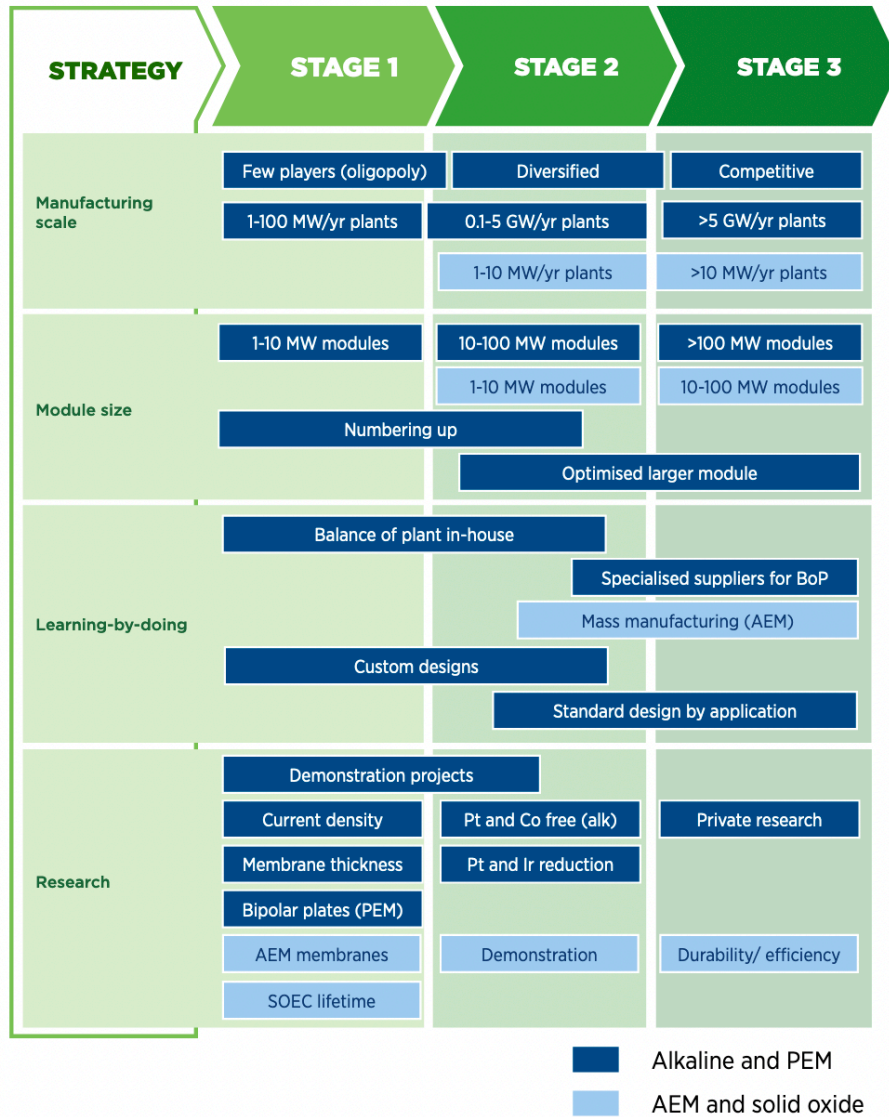 STRATEGY
STAGE 1
STAGE 2
STAGE 3
Manufacturing
scale
Few players (oligopoly)
Diversified
Competitive
1-100 MW/yr plants
0.1-5 GW/yr plants
>5 GW/yr plants
1-10 MW/yr plants
>10 MW/yr plants
Module size
1-10 MW modules
10-100 MW modules
>100 MW modules
1-10 MW modules
10-100 MW modules
Numbering up
Optimised larger module
Learning-by-doing
Balance of plant in-house
Specialised suppliers for BoP
Mass manufacturing (AEM)
Custom designs
Standard design by application
Research
Demonstration projects
Current density
Pt and Co free (alk)
Private research
Membrane thickness
Pt and Ir reduction
Bipolar plates (PEM)
AEM membranes
Demonstration
Durability/ efficiency
SOEC lifetime
Alkaline and PEM
AEM and solid oxide